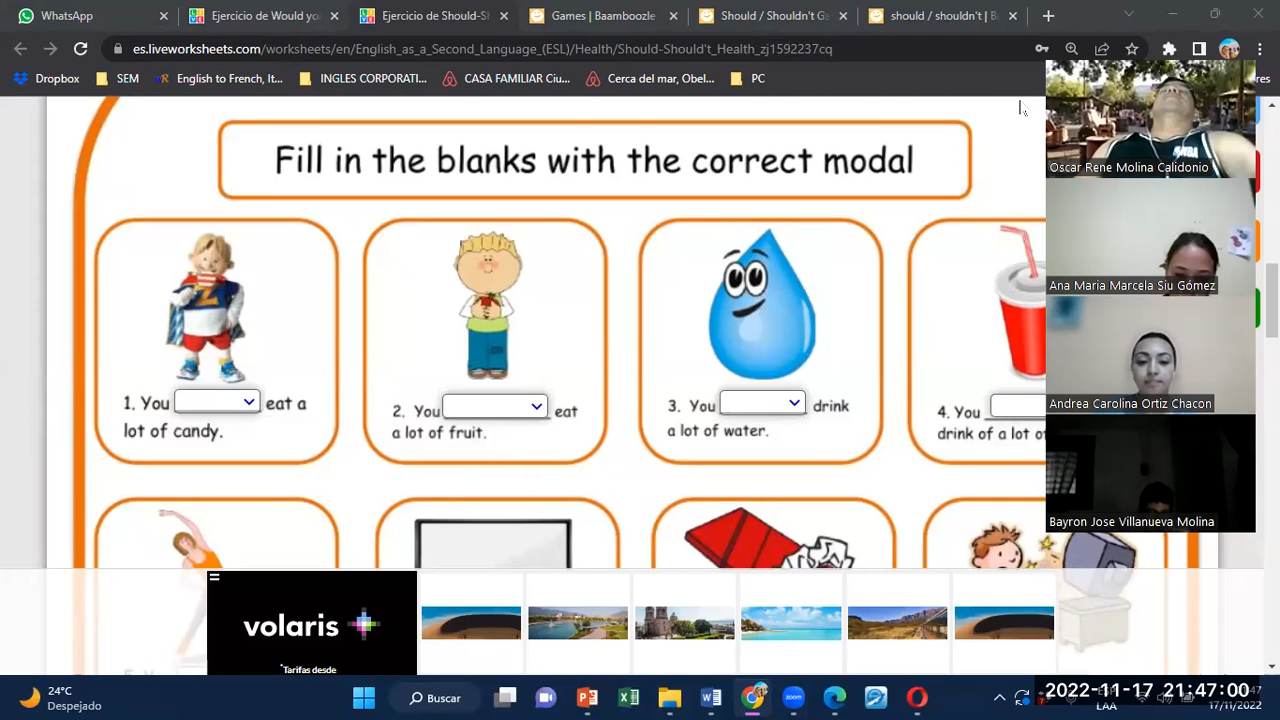 WhatsApp
Ejercicio de Would yo
Ejercicio de Should-Sh
Games | Baamboozle
Should / Shouldn't Ga
should / shouldn't | B
es.liveworksheets.com/worksheets/en/English_as_a_Second_Language_(ESL)/Health/Should-Should't_Health_zj1592237cq
Dropbox
SEM
English to French, It...
INGLES CORPORATI...
CASA FAMILIAR Ciu...
Cerca del mar, Obel...
PC
res
Fill in the blanks with the correct modal
1. You eat a
lot of candy.
2. You eat
a lot of fruit.
3. You drink
a lot of water.
4. You
drink of a lot of
Oscar Rene Molina Calidonio
Ana Maria Marcela Siu Gómez
Andrea Carolina Ortiz Chacon
Bayron Jose Villanueva Molina
volaris
*Tarifas desde
24°C
Despejado
Buscar
ESP
LAA
2022-11-17 21:47:00
17/11/2022